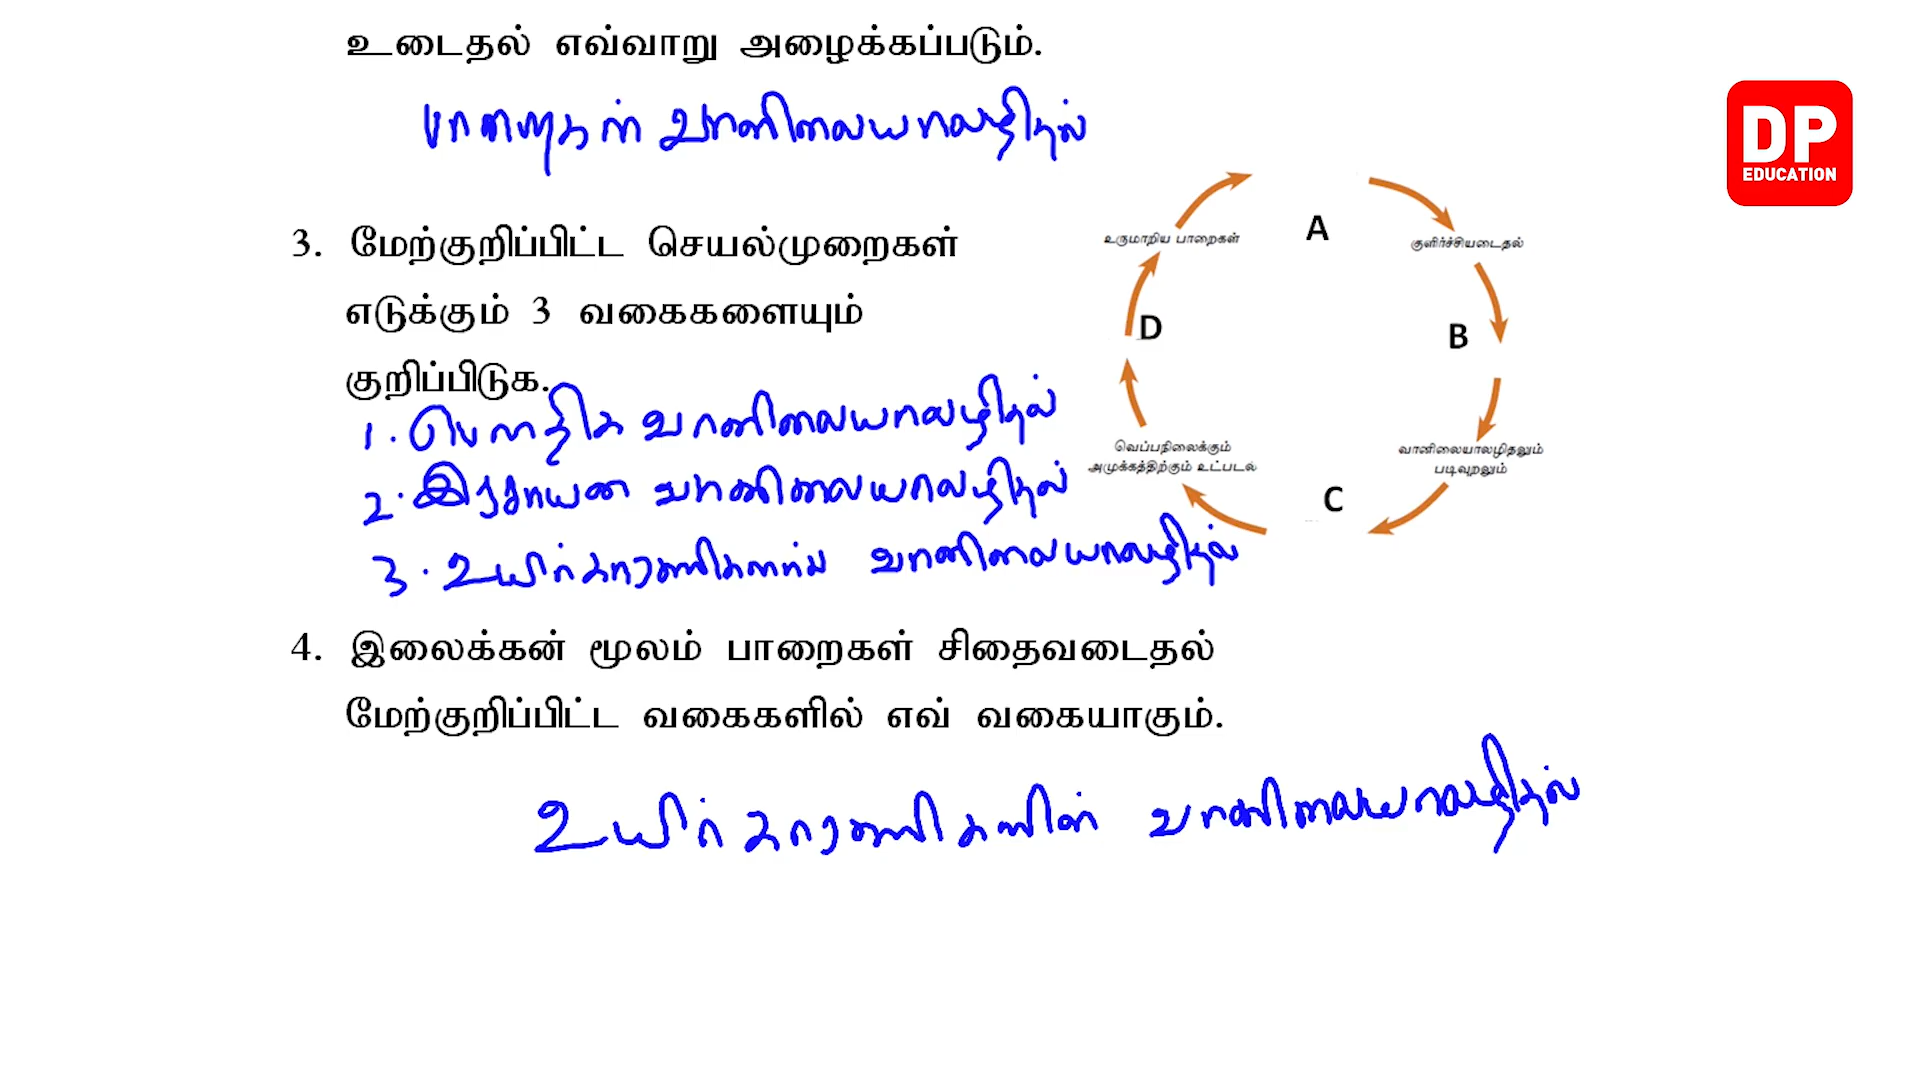 உடைதல் எவ்வாறு அழைக்கப்படும்.
பாறைகள் வானிலையாலழிதல்
DP
EDUCATION
3. மேற்குறிப்பிட்ட செயல்முறைகள்
எடுக்கும் 3 வகைகளையும்
குறிப்பிடுக.
1. பௌதிக வானிலையாலழிதல்
2. இரசாயன வானிலையாலழிதல்
3. உயிர்காரணிகளால் வானிலையாலழிதல்
A
உருமாறிய பாறைகள்
குளிர்ச்சியடைதல்
D
B
வெப்பநிலைக்கும்
அமுக்கத்திற்கும் உட்படல்
வானிலையாலழிதலும்
படிவுறலும்
C
4. இலைக்கன் மூலம் பாறைகள் சிதைவடைதல்
மேற்குறிப்பிட்ட வகைகளில் எவ் வகையாகும்.
உயிர்காரணிகளின் வானிலையாலழிதல்